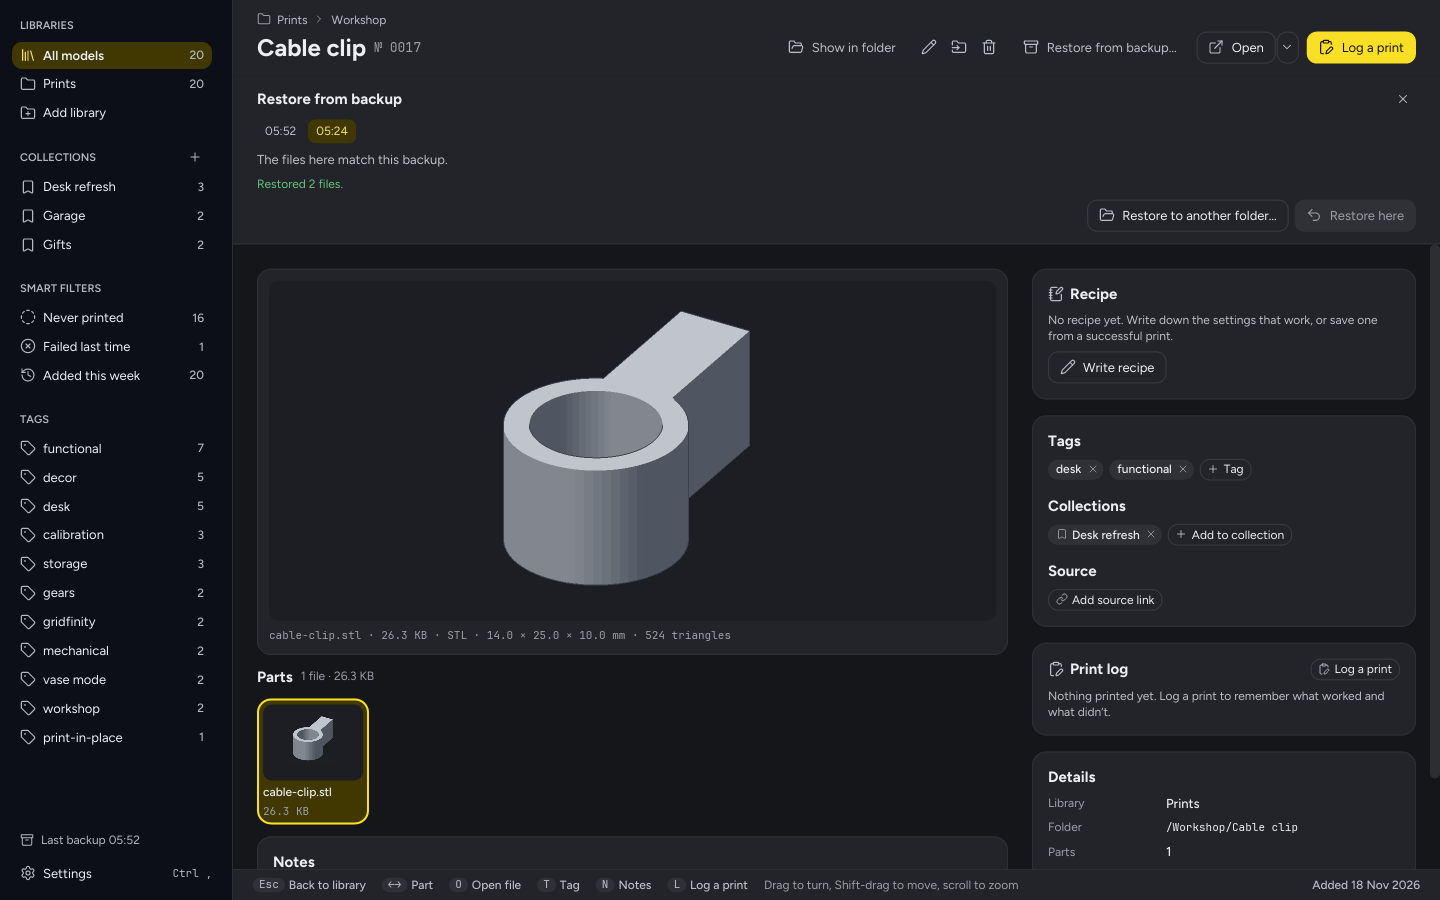 LIBRARIES
All models 20
Prints 20
Add library
COLLECTIONS
Desk refresh 3
Garage 2
Gifts 2
SMART FILTERS
Never printed 16
Failed last time 1
Added this week 20
TAGS
functional 7
decor 5
desk 5
calibration 3
storage 3
gears 2
gridfinity 2
mechanical 2
vase mode 2
workshop 2
print-in-place 1
Last backup 05:52
Settings Ctrl ,
Prints > Workshop
Cable clip № 0017
Show in folder
Restore from backup...
Open
Log a print
Restore from backup
05:52 05:24
The files here match this backup.
Restored 2 files.
Restore to another folder...
Restore here
cable-clip.stl · 26.3 KB · STL · 14.0 × 25.0 × 10.0 mm · 524 triangles
Parts 1 file · 26.3 KB
cable-clip.stl
26.3 KB
Notes
Recipe
No recipe yet. Write down the settings that work, or save one
from a successful print.
Write recipe
Tags
desk functional + Tag
Collections
Desk refresh + Add to collection
Source
Add source link
Print log Log a print
Nothing printed yet. Log a print to remember what worked and
what didn't.
Details
Library Prints
Folder /Workshop/Cable clip
Parts 1
Esc Back to library ↔ Part O Open file T Tag N Notes L Log a print Drag to turn, Shift-drag to move, scroll to zoom Added 18 Nov 2026